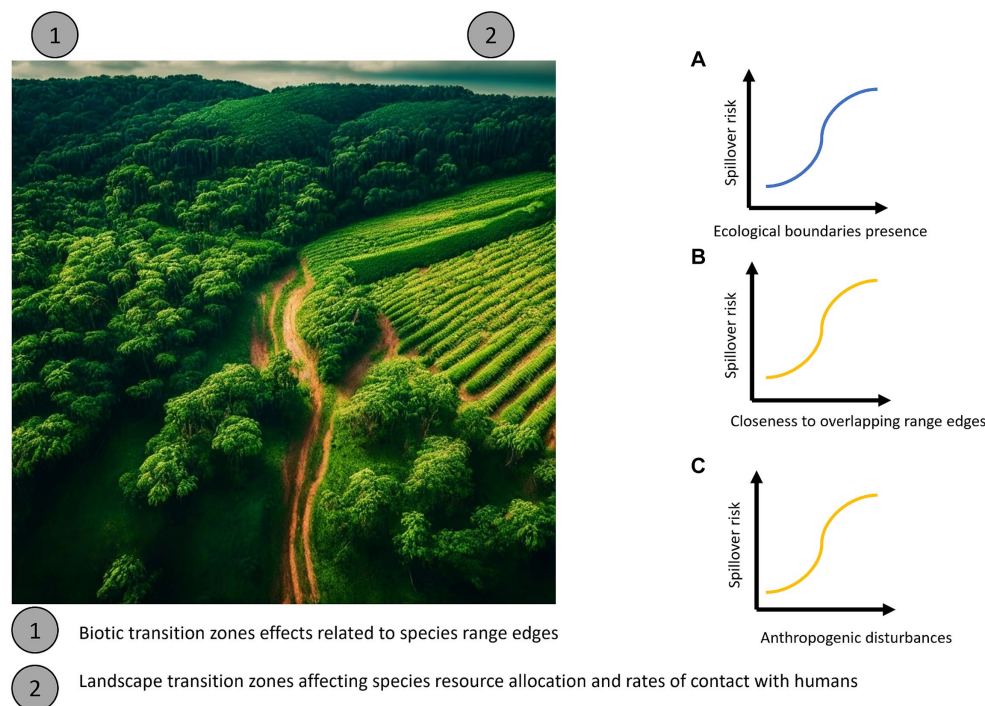 1
2
A
Spillover risk
Ecological boundaries presence
B
Spillover risk
Closeness to overlapping range edges
C
Spillover risk
Anthropogenic disturbances
1
Biotic transition zones effects related to species range edges
2
Landscape transition zones affecting species resource allocation and rates of contact with humans